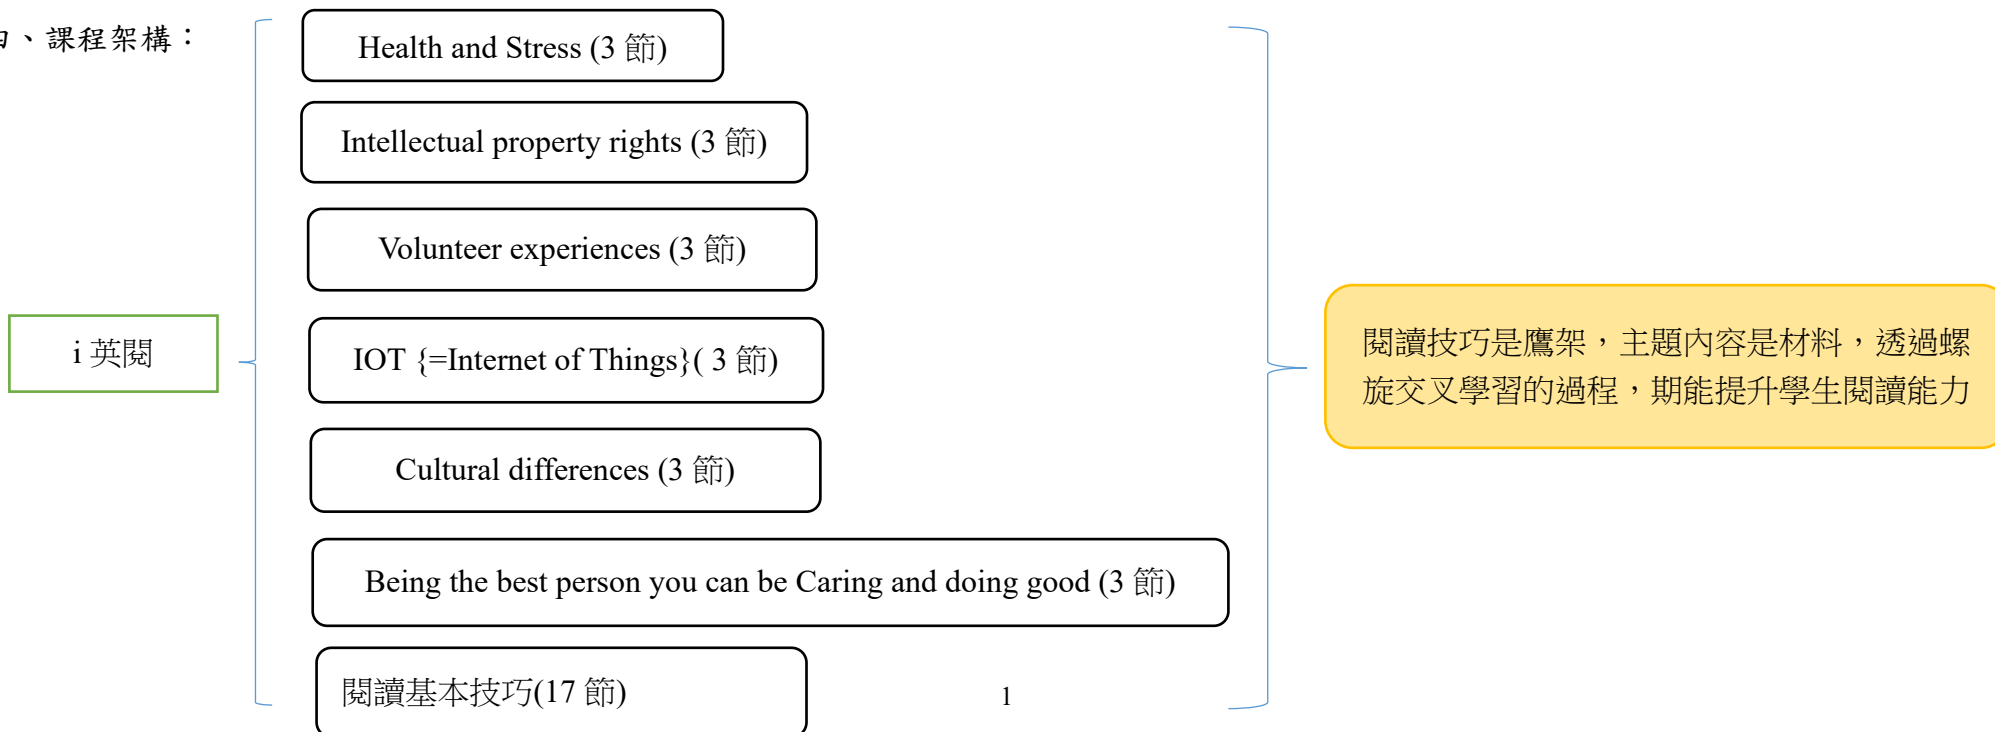 、課程架構：
Health and Stress (3 節)
Intellectual property rights (3 節)
Volunteer experiences (3 節)
i 英閱
IOT {=Internet of Things}( 3 節)
閱讀技巧是鷹架，主題內容是材料，透過螺
旋交叉學習的過程，期能提升學生閱讀能力
Cultural differences (3 節)
Being the best person you can be Caring and doing good (3 節)
閱讀基本技巧(17 節)
1